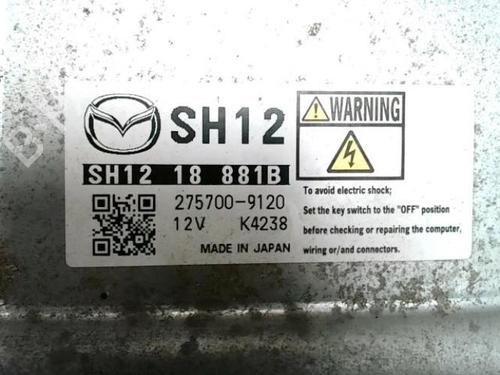 SH12
SH12 18 881B
275700-9120
12V K4238
MADE IN JAPAN
WARNING
To avoid electric shock;
Set the key switch to the "OFF" position
before checking or repairing the computer,
wiring or/and connectors.